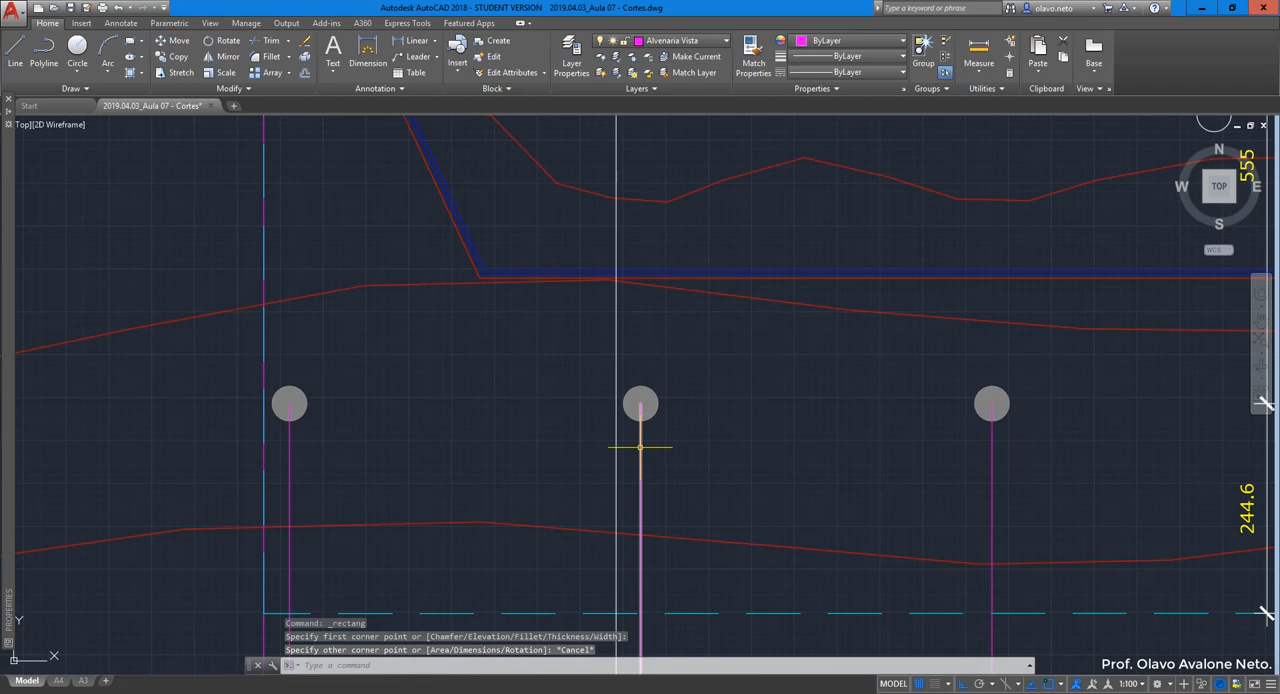 Autodesk AutoCAD 2018 - STUDENT VERSION 2019.04.03_Aula 07 - Cortes.dwg
Type a keyword or phrase
olavo.neto
Home Insert Annotate Parametric View Manage Output Add-ins A360 Express Tools Featured Apps
Line Polyline Circle Arc
Move Rotate Trim
Copy Mirror Fillet
Stretch Scale Array
Text Dimension
Linear
Leader
Table
Insert
Create
Edit
Edit Attributes
Layer Properties
Alvenaria Vista
Make Current
Match Layer
Match Properties
ByLayer
ByLayer
ByLayer
Group
Measure
Paste
Base
Draw Modify Annotation Block Layers Properties Groups Utilities Clipboard View
Start 2019.04.03_Aula 07 - Cortes*
Top][2D Wireframe]
N
W TOP E
S
WCS
555
244.6
PROPERTIES
Y
X
Command: _rectang
Specify first corner point or [Chamfer/Elevation/Fillet/Thickness/Width]:
Specify other corner point or [Area/Dimensions/Rotation]: *Cancel*
Type a command
Prof. Olavo Avalone Neto.
Model A4 A3
MODEL
1:100